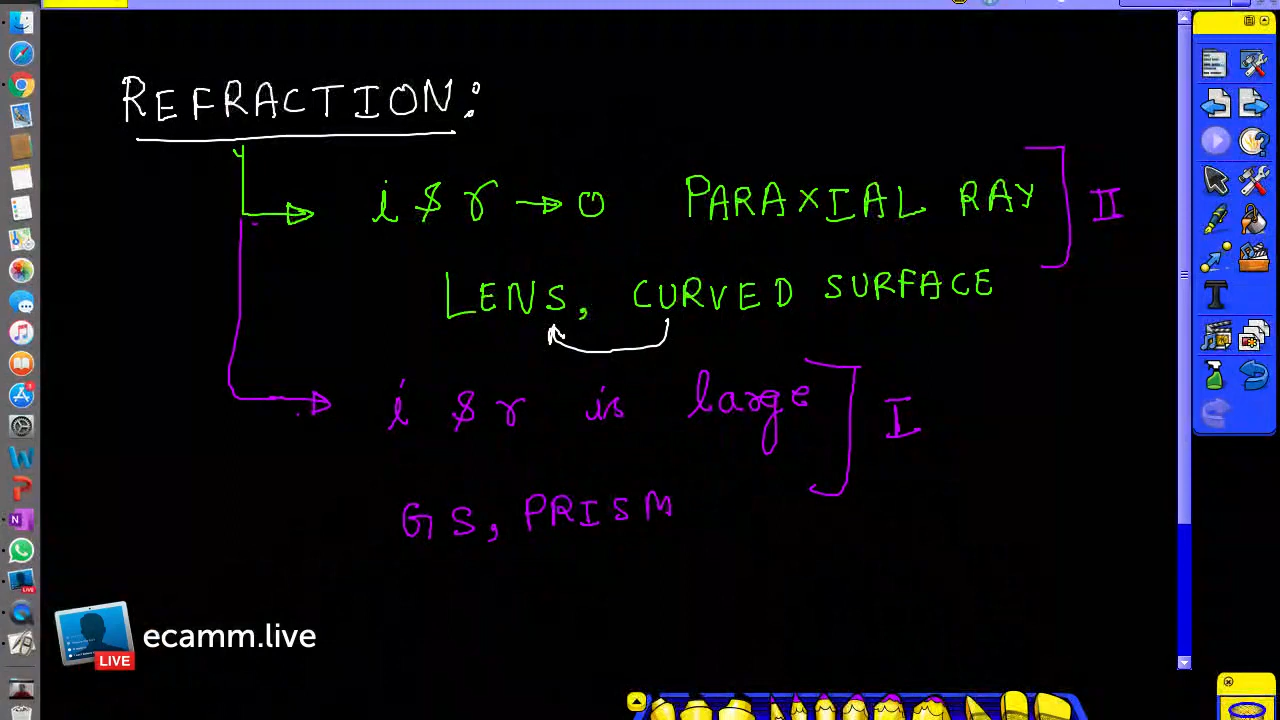 REFRACTION:
i & r → 0 PARAXIAL RAY II
LENS, CURVED SURFACE
i & r is large I
GS, PRISM
ecamm.live
LIVE